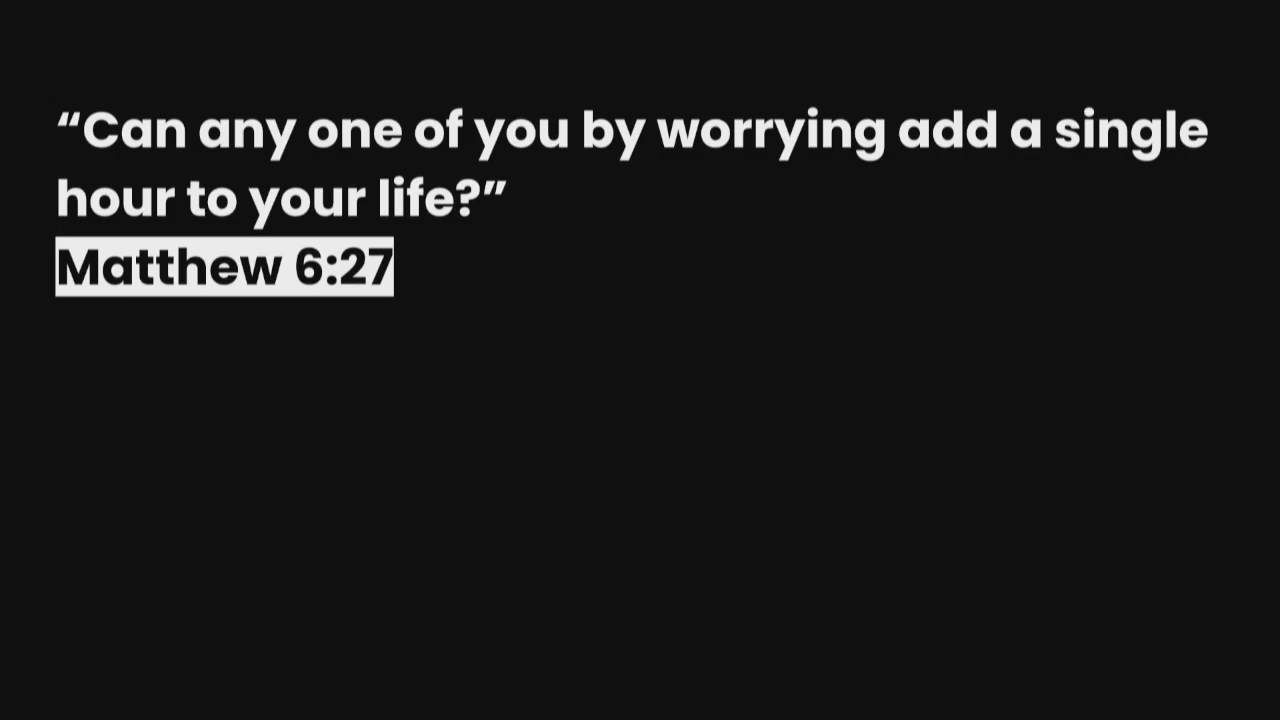 “Can any one of you by worrying add a single
hour to your life?”
Matthew 6:27